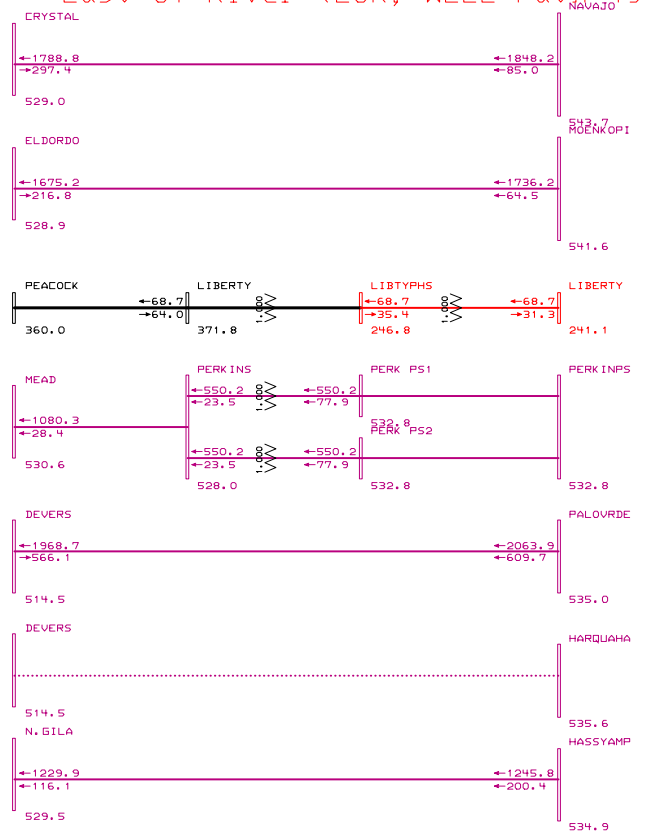 East of River (EOR)
CRYSTAL NAVAJO
←1788.8 ←1848.2
→297.4 ←85.0
529.0 543.7
ELDORDO MOENKOPI
←1675.2 ←1736.2
→216.8 ←64.5
528.9 541.6
PEACOCK LIBERTY LIBTYPHS LIBERTY
←68.7 1.000 ←68.7 1.000 ←68.7
→64.0 →35.4 →31.3
360.0 371.8 246.8 241.1
MEAD PERKINS PERK PS1 PERKINPS
←550.2 1.000 ←550.2
←23.5 ←77.9
532.8
←1080.3 PERK PS2
←28.4
←550.2 1.000 ←550.2
←23.5 ←77.9
530.6 528.0 532.8 532.8
DEVERS PALOVRDE
←1968.7 ←2063.9
→566.1 ←609.7
514.5 535.0
DEVERS HARQUAHA
514.5 535.6
N.GILA HASSYAMP
←1229.9 ←1245.8
←116.1 ←200.4
529.5 534.9